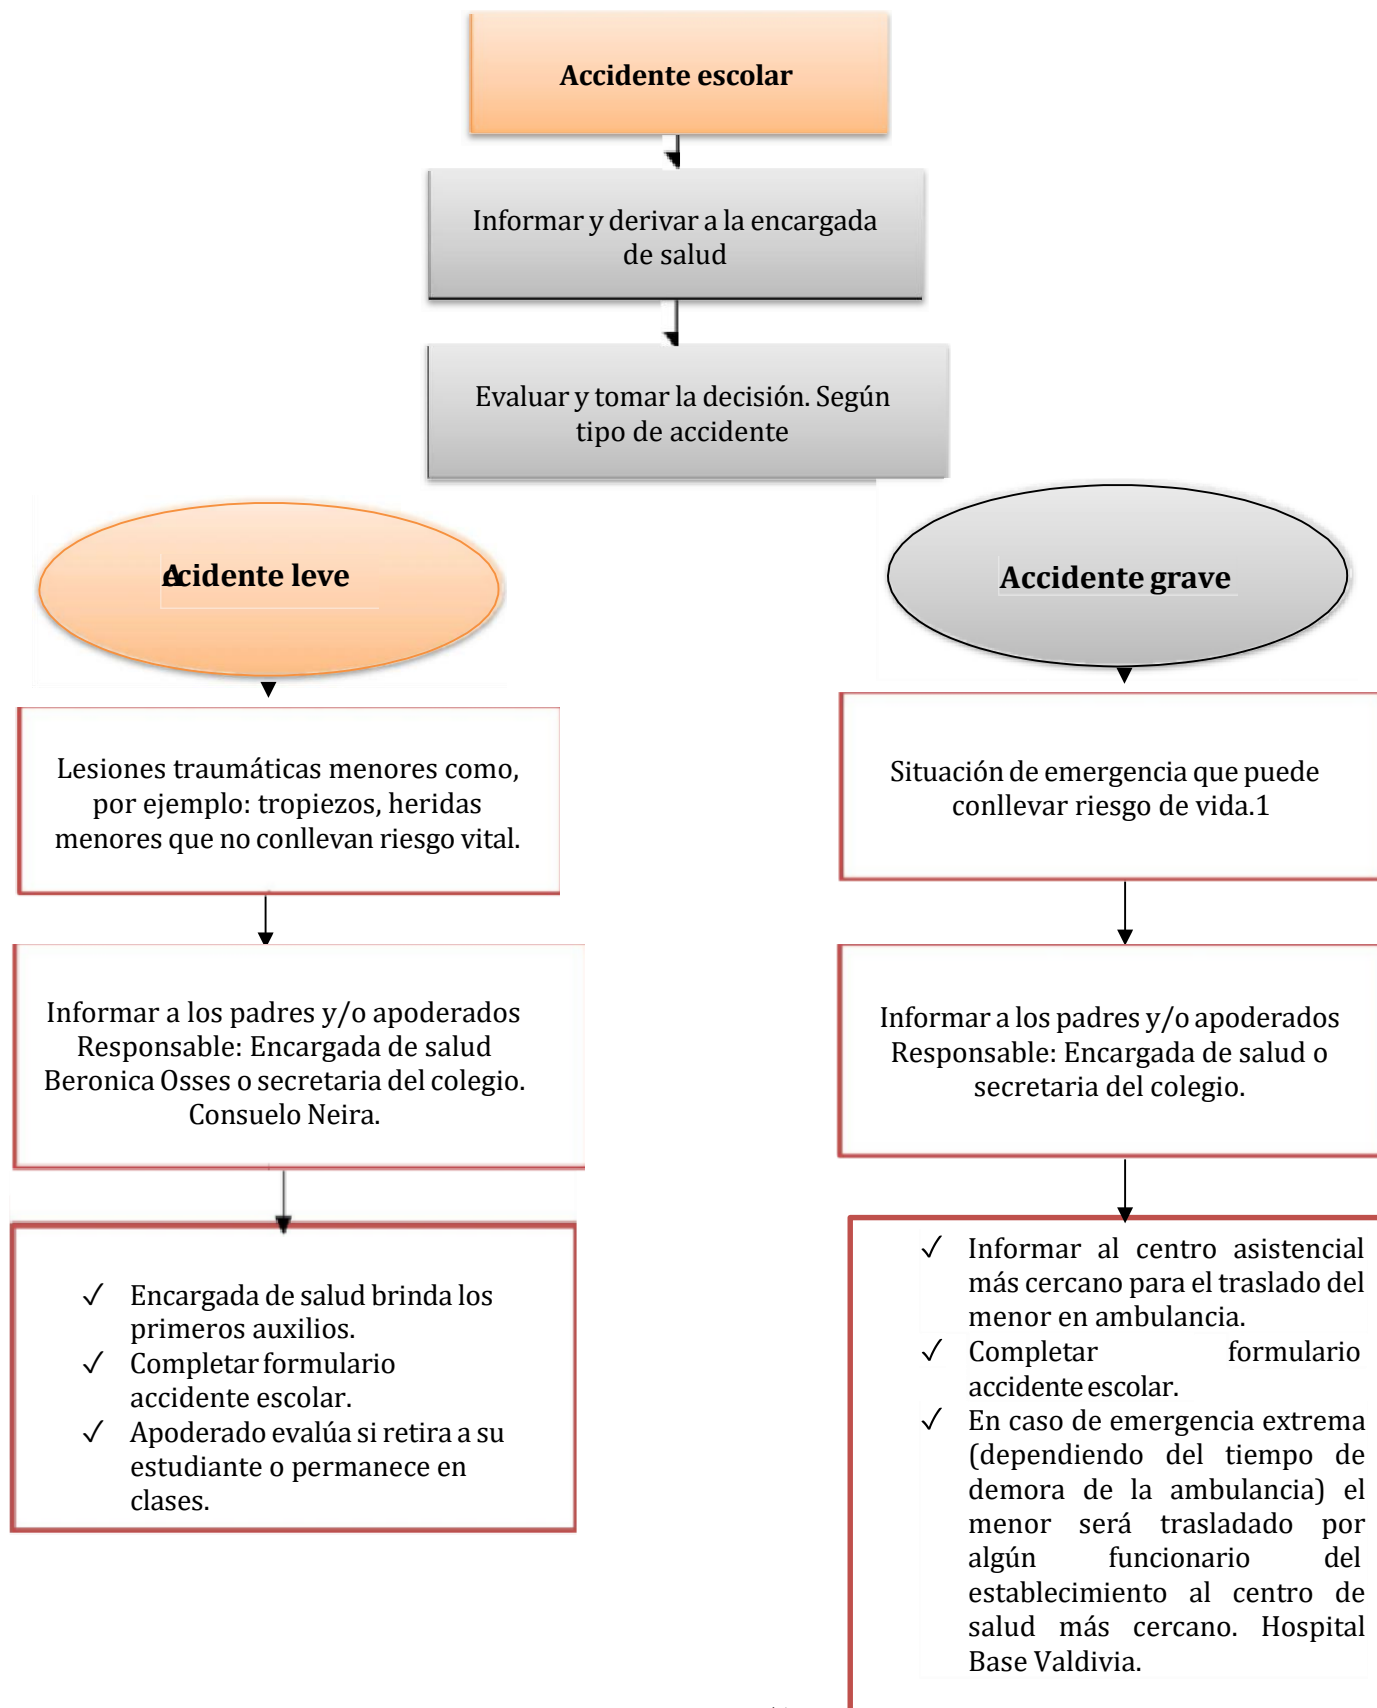 Accidente escolar
Informar y derivar a la encargada
de salud
Evaluar y tomar la decisión. Según
tipo de accidente
Accidente leve
Lesiones traumáticas menores como,
por ejemplo: tropiezos, heridas
menores que no conllevan riesgo vital.
Informar a los padres y/o apoderados
Responsable: Encargada de salud
Beronica Osses o secretaria del colegio.
Consuelo Neira.
✓ Encargada de salud brinda los
primeros auxilios.
✓ Completar formulario
accidente escolar.
✓ Apoderado evalúa si retira a su
estudiante o permanece en
clases.
Accidente grave
Situación de emergencia que puede
conllevar riesgo de vida.1
Informar a los padres y/o apoderados
Responsable: Encargada de salud o
secretaria del colegio.
✓ Informar al centro asistencial
más cercano para el traslado del
menor en ambulancia.
✓ Completar formulario
accidente escolar.
✓ En caso de emergencia extrema
(dependiendo del tiempo de
demora de la ambulancia) el
menor será trasladado por
algún funcionario del
establecimiento al centro de
salud más cercano. Hospital
Base Valdivia.